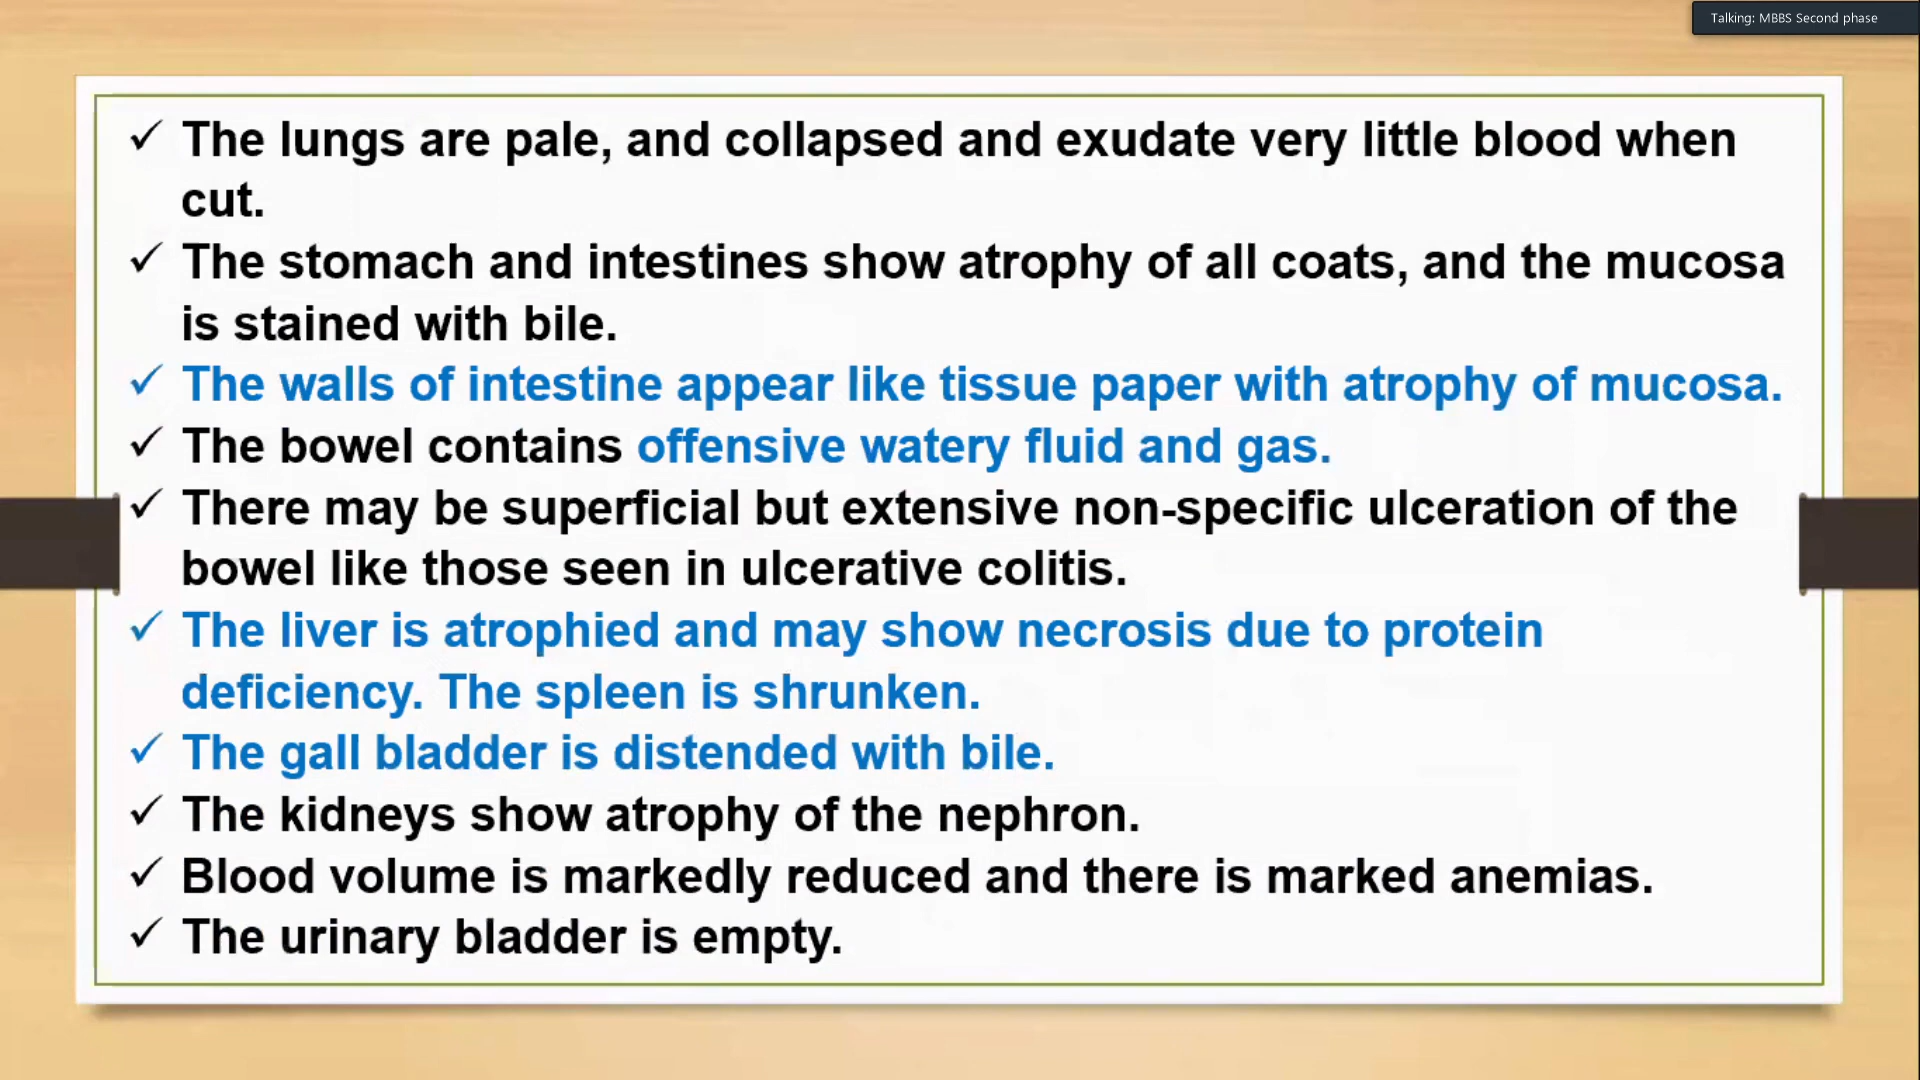 Talking: MBBS Second phase
✓ The lungs are pale, and collapsed and exudate very little blood when
cut.
✓ The stomach and intestines show atrophy of all coats, and the mucosa
is stained with bile.
✓ The walls of intestine appear like tissue paper with atrophy of mucosa.
✓ The bowel contains offensive watery fluid and gas.
✓ There may be superficial but extensive non-specific ulceration of the
bowel like those seen in ulcerative colitis.
✓ The liver is atrophied and may show necrosis due to protein
deficiency. The spleen is shrunken.
✓ The gall bladder is distended with bile.
✓ The kidneys show atrophy of the nephron.
✓ Blood volume is markedly reduced and there is marked anemias.
✓ The urinary bladder is empty.